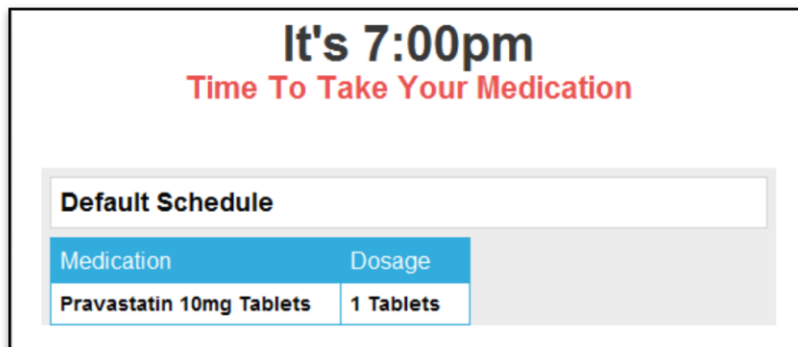 It's 7:00pm
Time To Take Your Medication
Default Schedule
Medication Dosage
Pravastatin 10mg Tablets 1 Tablets